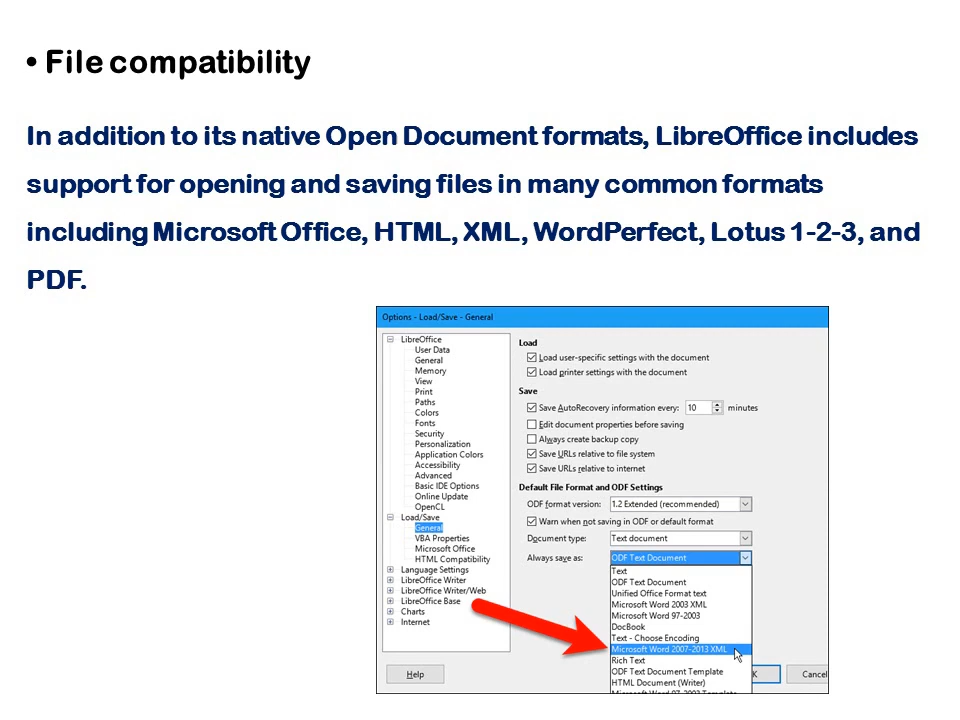 • File compatibility
In addition to its native Open Document formats, LibreOffice includes
support for opening and saving files in many common formats
including Microsoft Office, HTML, XML, WordPerfect, Lotus 1-2-3, and
PDF.
Options - Load/Save - General
LibreOffice
User Data
General
Memory
View
Print
Paths
Colors
Fonts
Security
Personalization
Application Colors
Accessibility
Advanced
Basic IDE Options
Online Update
OpenCL
Load/Save
General
VBA Properties
Microsoft Office
HTML Compatibility
Language Settings
LibreOffice Writer
LibreOffice Writer/Web
LibreOffice Base
Charts
Internet
Load
Load user-specific settings with the document
Load printer settings with the document
Save
Save AutoRecovery information every: 10 minutes
Edit document properties before saving
Always create backup copy
Save URLs relative to file system
Save URLs relative to internet
Default File Format and ODF Settings
ODF format version: 1.2 Extended (recommended)
Warn when not saving in ODF or default format
Document type: Text document
Always save as: ODF Text Document
Text
ODF Text Document
Unified Office Format text
Microsoft Word 2003 XML
Microsoft Word 97-2003
DocBook
Text - Choose Encoding
Microsoft Word 2007-2013 XML
Rich Text
ODF Text Document Template
HTML Document (Writer)
Microsoft Word 97-2003 Template
Help
K
Cancel